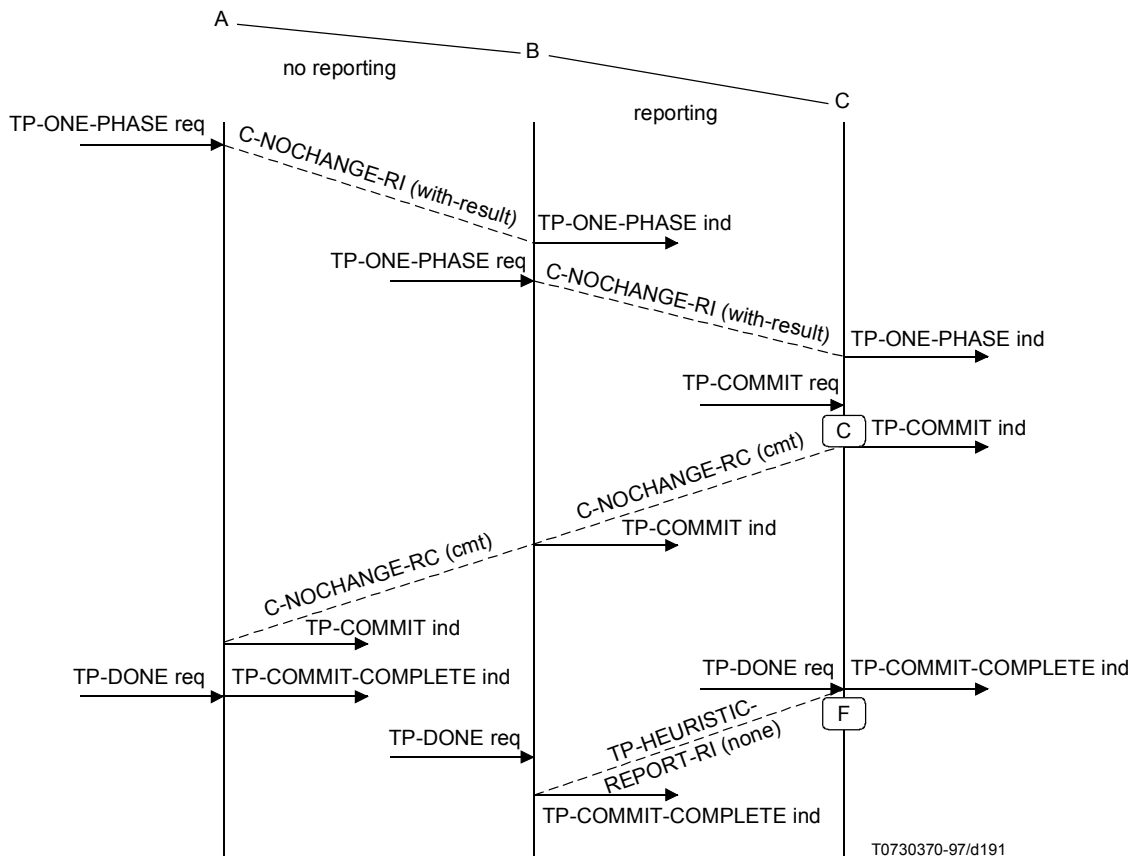 A
B
no reporting
C
reporting
TP-ONE-PHASE req
C-NOCHANGE-RI (with-result)
TP-ONE-PHASE ind
TP-ONE-PHASE req
C-NOCHANGE-RI (with-result)
TP-ONE-PHASE ind
TP-COMMIT req
C
TP-COMMIT ind
C-NOCHANGE-RC (cmt)
TP-COMMIT ind
C-NOCHANGE-RC (cmt)
TP-COMMIT ind
TP-DONE req
TP-COMMIT-COMPLETE ind
TP-DONE req
TP-COMMIT-COMPLETE ind
F
TP-HEURISTIC-
REPORT-RI (none)
TP-DONE req
TP-COMMIT-COMPLETE ind
T0730370-97/d191